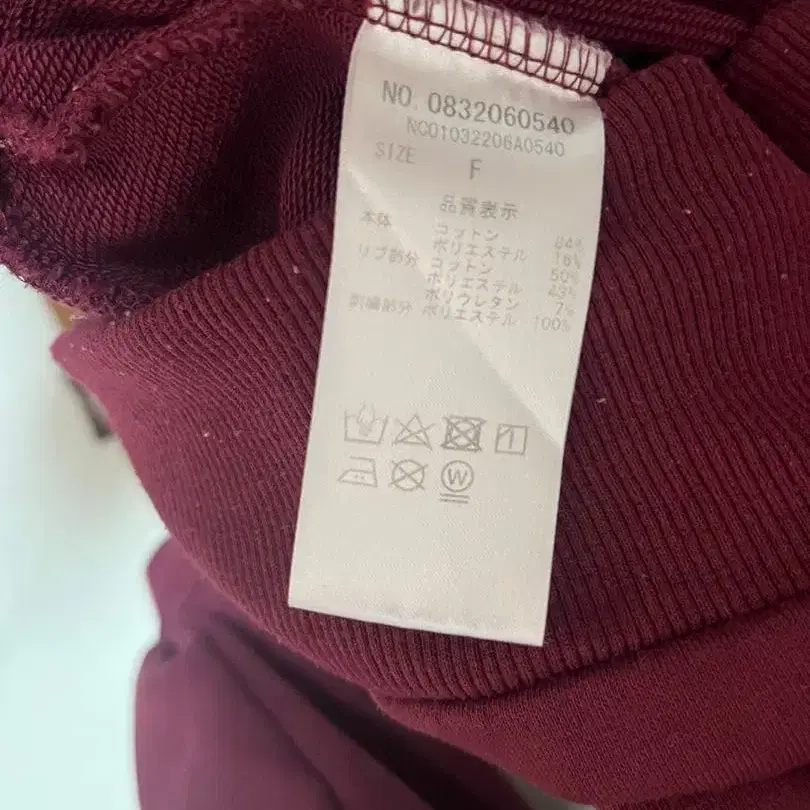 NO. 0832060540
NC01032206A0540
SIZE F
品質表示
本体 コットン 84%
ポリエステル 16%
リブ部分 コットン 50%
ポリエステル 43%
ポリウレタン 7%
刺繍部分 ポリエステル 100%
W